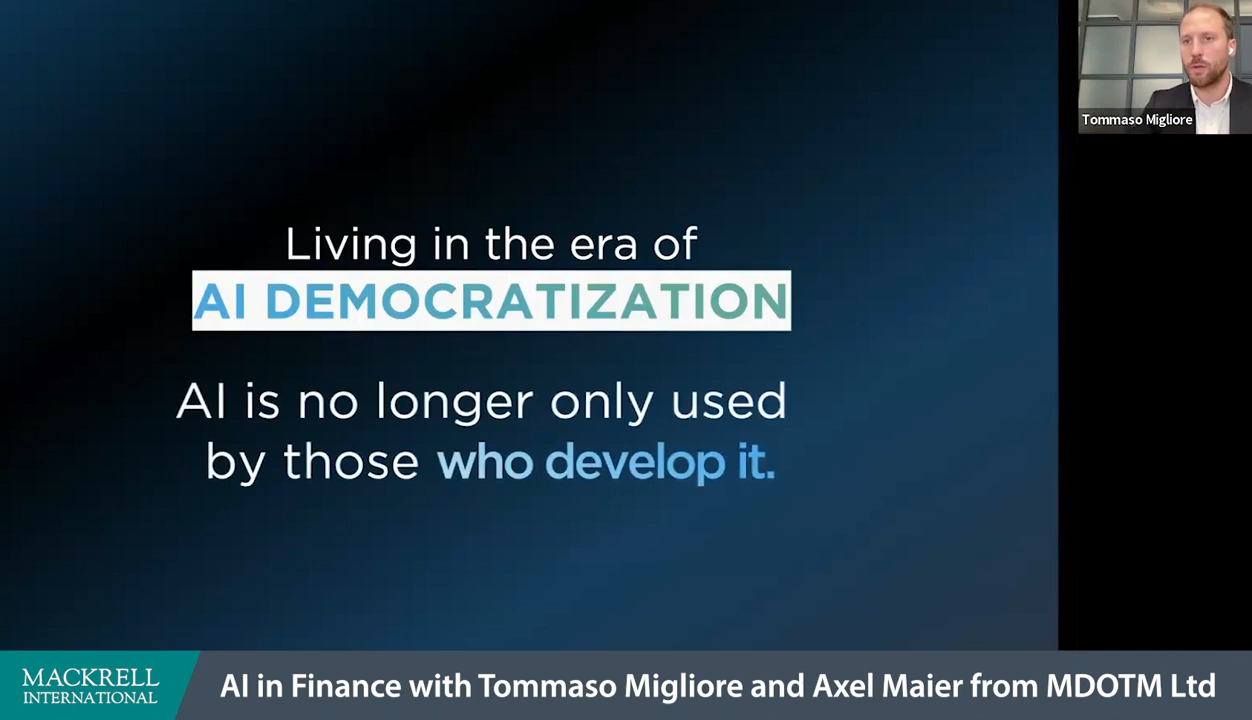 Living in the era of
AI DEMOCRATIZATION
AI is no longer only used
by those who develop it.
Tommaso Migliore
MACKRELL
INTERNATIONAL
AI in Finance with Tommaso Migliore and Axel Maier from MDOTM Ltd